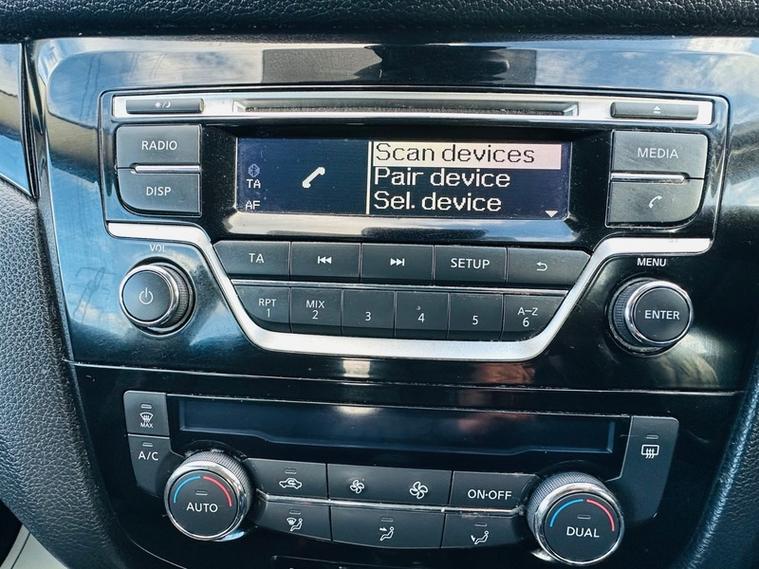 RADIO
DISP
TA
AF
Scan devices
Pair device
Sel. device
MEDIA
VOL
TA
SETUP
MENU
RPT
1
MIX
2
3
4
5
A-Z
6
ENTER
MAX
A/C
AUTO
ON·OFF
DUAL